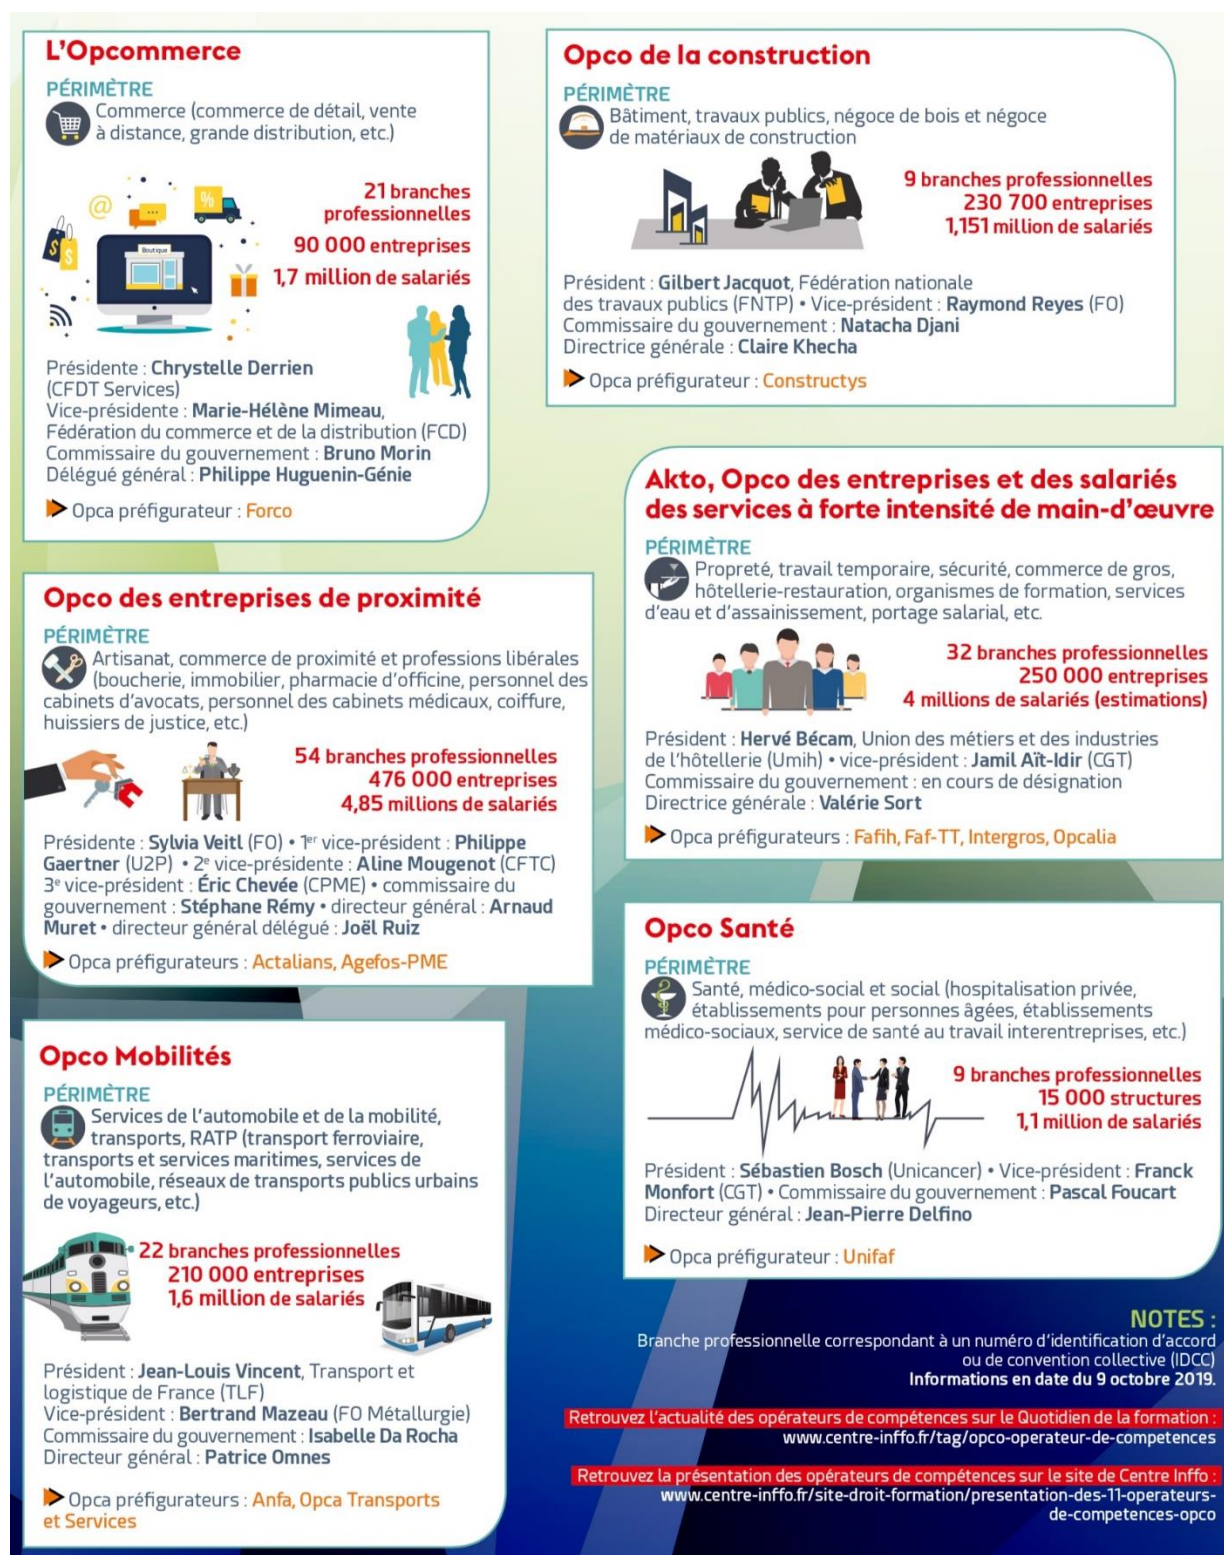 L'Opcommerce
PÉRIMÈTRE
Commerce (commerce de détail, vente
à distance, grande distribution, etc.)
@
%
$
$
Boutique
21 branches
professionnelles
90 000 entreprises
1,7 million de salariés
Présidente : Chrystelle Derrien
(CFDT Services)
Vice-présidente : Marie-Hélène Mimeau,
Fédération du commerce et de la distribution (FCD)
Commissaire du gouvernement : Bruno Morin
Délégué général : Philippe Huguenin-Génie
Opca préfigurateur : Forco
Opco de la construction
PÉRIMÈTRE
Bâtiment, travaux publics, négoce de bois et négoce
de matériaux de construction
9 branches professionnelles
230 700 entreprises
1,151 million de salariés
Président : Gilbert Jacquot, Fédération nationale
des travaux publics (FNTP) • Vice-président : Raymond Reyes (FO)
Commissaire du gouvernement : Natacha Djani
Directrice générale : Claire Khecha
Opca préfigurateur : Constructys
Akto, Opco des entreprises et des salariés
des services à forte intensité de main-d'œuvre
PÉRIMÈTRE
Propreté, travail temporaire, sécurité, commerce de gros,
hôtellerie-restauration, organismes de formation, services
d'eau et d'assainissement, portage salarial, etc.
32 branches professionnelles
250 000 entreprises
4 millions de salariés (estimations)
Président : Hervé Bécam, Union des métiers et des industries
de l'hôtellerie (Umih) • vice-président : Jamil Aït-Idir (CGT)
Commissaire du gouvernement : en cours de désignation
Directrice générale : Valérie Sort
Opca préfigurateurs : Fafih, Faf-TT, Intergros, Opcalia
Opco des entreprises de proximité
PÉRIMÈTRE
Artisanat, commerce de proximité et professions libérales
(boucherie, immobilier, pharmacie d'officine, personnel des
cabinets d'avocats, personnel des cabinets médicaux, coiffure,
huissiers de justice, etc.)
54 branches professionnelles
476 000 entreprises
4,85 millions de salariés
Présidente : Sylvia Veitl (FO) • 1er vice-président : Philippe
Gaertner (U2P) • 2e vice-présidente : Aline Mougenot (CFTC)
3e vice-président : Éric Chevée (CPME) • commissaire du
gouvernement : Stéphane Rémy • directeur général : Arnaud
Muret • directeur général délégué : Joël Ruiz
Opca préfigurateurs : Actalians, Agefos-PME
Opco Santé
PÉRIMÈTRE
Santé, médico-social et social (hospitalisation privée,
établissements pour personnes âgées, établissements
médico-sociaux, service de santé au travail interentreprises, etc.)
9 branches professionnelles
15 000 structures
1,1 million de salariés
Président : Sébastien Bosch (Unicancer) • Vice-président : Franck
Monfort (CGT) • Commissaire du gouvernement : Pascal Foucart
Directeur général : Jean-Pierre Delfino
Opca préfigurateur : Unifaf
Opco Mobilités
PÉRIMÈTRE
Services de l'automobile et de la mobilité,
transports, RATP (transport ferroviaire,
transports et services maritimes, services de
l'automobile, réseaux de transports publics urbains
de voyageurs, etc.)
22 branches professionnelles
210 000 entreprises
1,6 million de salariés
Président : Jean-Louis Vincent, Transport et
logistique de France (TLF)
Vice-président : Bertrand Mazeau (FO Métallurgie)
Commissaire du gouvernement : Isabelle Da Rocha
Directeur général : Patrice Omnes
Opca préfigurateurs : Anfa, Opca Transports
et Services
NOTES :
Branche professionnelle correspondant à un numéro d'identification d'accord
ou de convention collective (IDCC)
Informations en date du 9 octobre 2019.
Retrouvez l'actualité des opérateurs de compétences sur le Quotidien de la formation :
www.centre-inffo.fr/tag/opco-operateur-de-competences
Retrouvez la présentation des opérateurs de compétences sur le site de Centre Inffo :
www.centre-inffo.fr/site-droit-formation/presentation-des-11-operateurs-
de-competences-opco